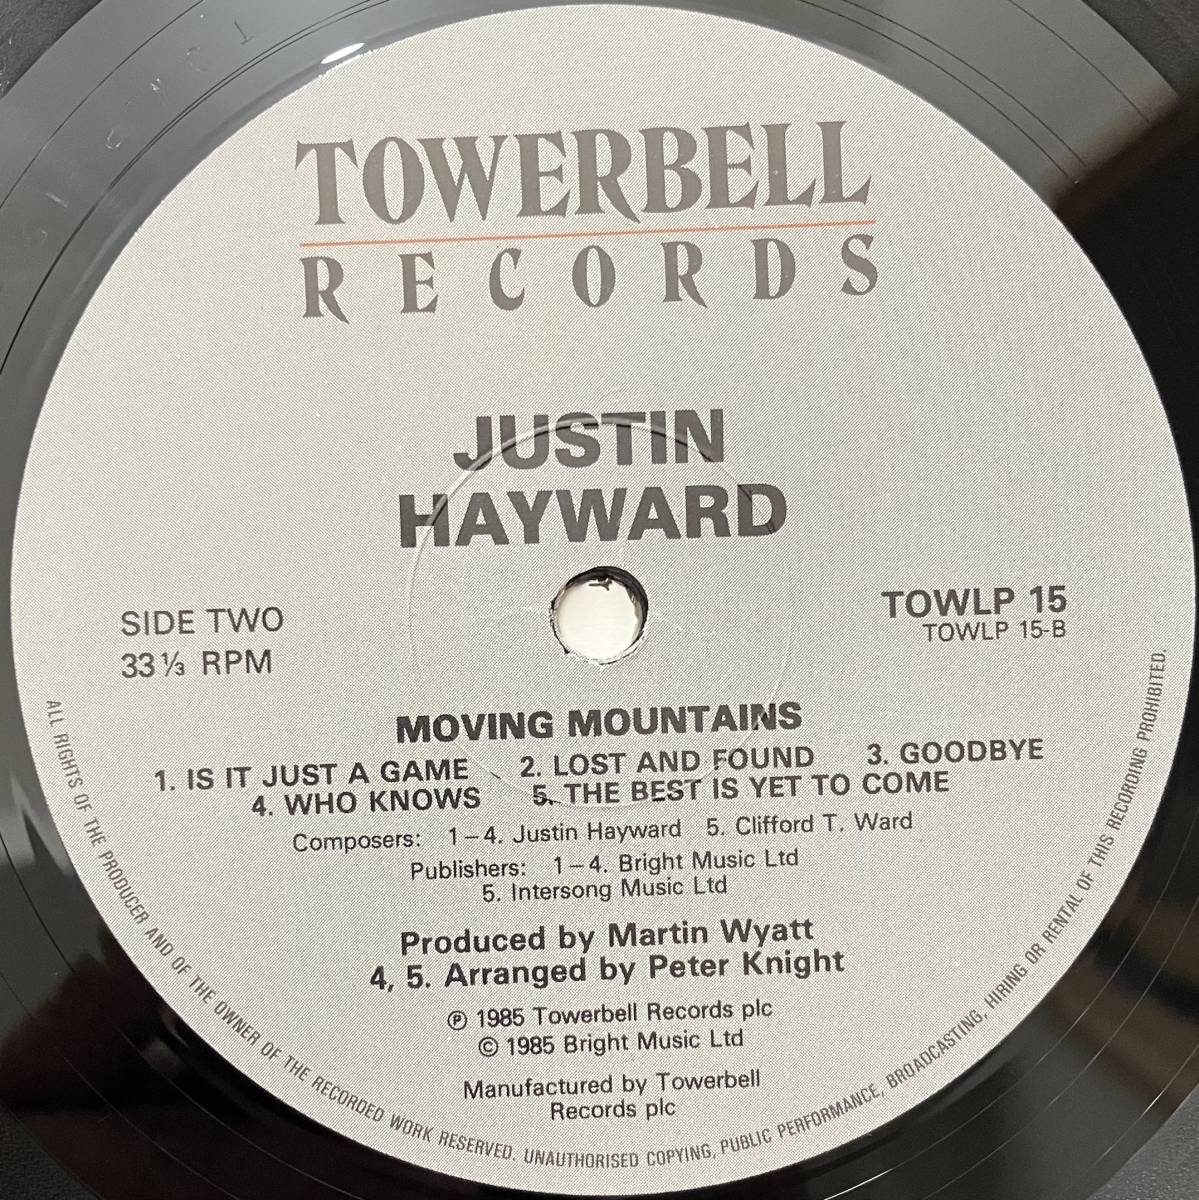 TOWERBELL
RECORDS
JUSTIN
HAYWARD
SIDE TWO
33 ⅓ RPM
TOWLP 15
TOWLP 15-B
MOVING MOUNTAINS
1. IS IT JUST A GAME 2. LOST AND FOUND 3. GOODBYE
4. WHO KNOWS 5. THE BEST IS YET TO COME
Composers: 1–4. Justin Hayward 5. Clifford T. Ward
Publishers: 1–4. Bright Music Ltd
5. Intersong Music Ltd
Produced by Martin Wyatt
4, 5. Arranged by Peter Knight
℗ 1985 Towerbell Records plc
© 1985 Bright Music Ltd
Manufactured by Towerbell
Records plc
ALL RIGHTS OF THE PRODUCER AND OF THE OWNER OF THE RECORDED WORK RESERVED. UNAUTHORISED COPYING, PUBLIC PERFORMANCE, BROADCASTING, HIRING OR RENTAL OF THIS RECORDING PROHIBITED.